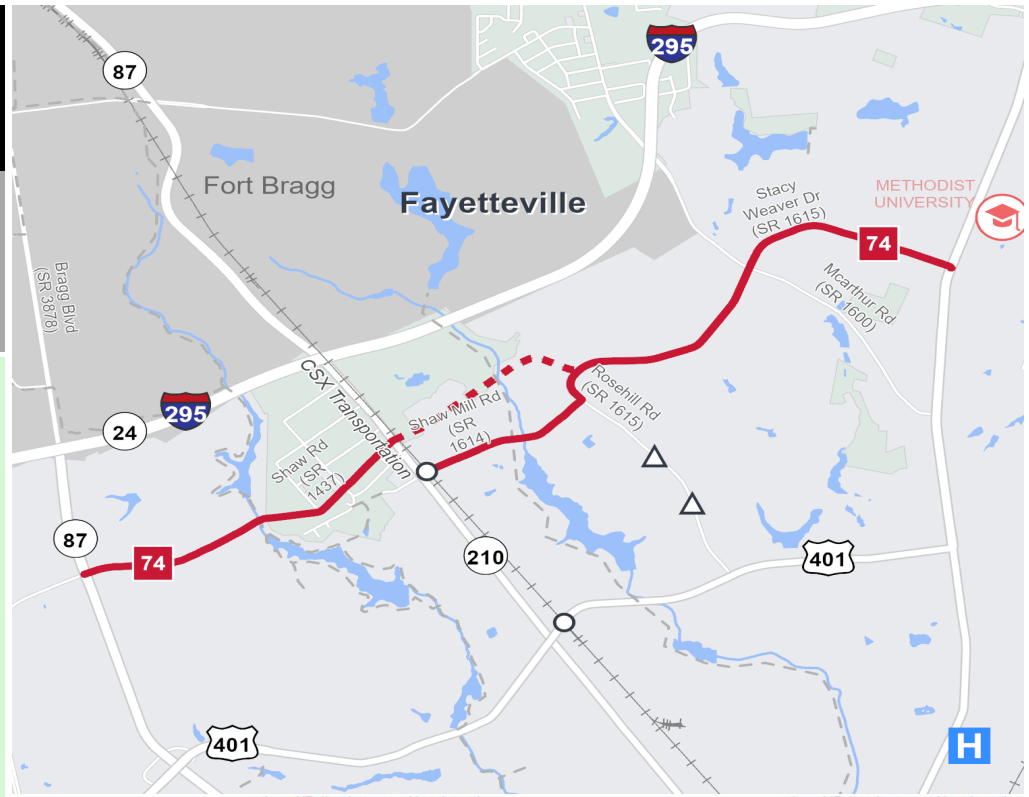 295
87
Fort Bragg
Fayetteville
METHODIST
UNIVERSITY
Stacy
Weaver Dr
(SR 1615)
74
Bragg Blvd
(SR 3878)
Mcarthur Rd
(SR 1600)
CSX Transportation
295
24
Rosehill Rd
(SR 1615)
Shaw Mill Rd
(SR
1614)
Shaw Rd
(SR
1437)
87
74
210
401
401
H